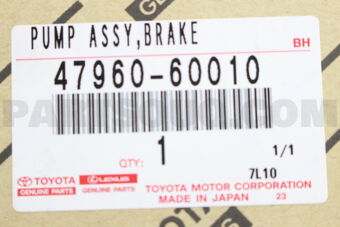 PUMP ASSY,BRAKE
BH
47960-60010
QTY: 1 1/1
7L10
TOYOTA LEXUS
GENUINE PARTS GENUINE PARTS
TOYOTA MOTOR CORPORATION
MADE IN JAPAN 23